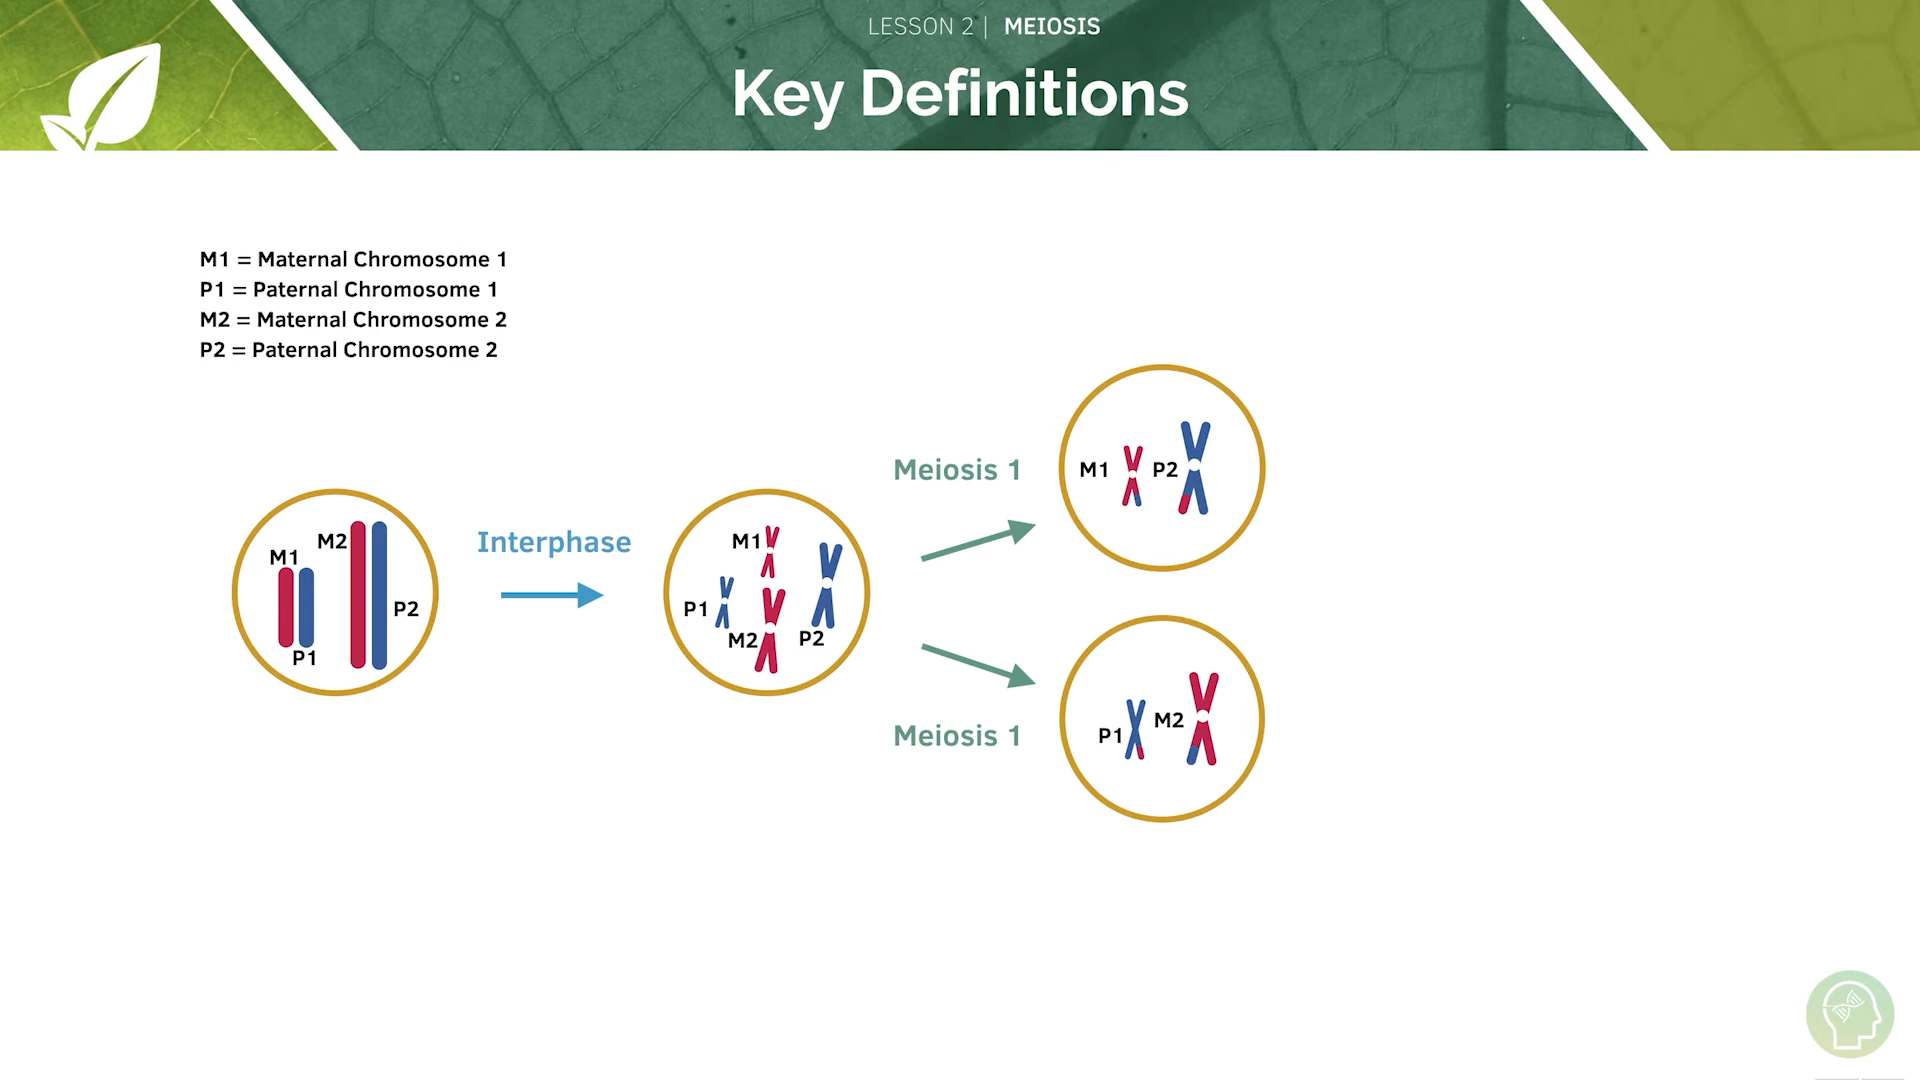 LESSON 2 | MEIOSIS
Key Definitions
M1 = Maternal Chromosome 1
P1 = Paternal Chromosome 1
M2 = Maternal Chromosome 2
P2 = Paternal Chromosome 2
M1
M2
P1
P2
Interphase
M1
P1
M2
P2
Meiosis 1
M1
P2
Meiosis 1
P1
M2